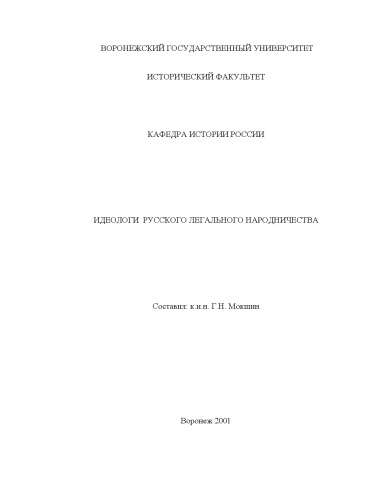 ВОРОНЕЖСКИЙ ГОСУДАРСТВЕННЫЙ УНИВЕРСИТЕТ
ИСТОРИЧЕСКИЙ ФАКУЛЬТЕТ
КАФЕДРА ИСТОРИИ РОССИИ
ИДЕОЛОГИ РУССКОГО ЛЕГАЛЬНОГО НАРОДНИЧЕСТВА
Составил: к.и.н. Г.Н. Мокшин
Воронеж 2001